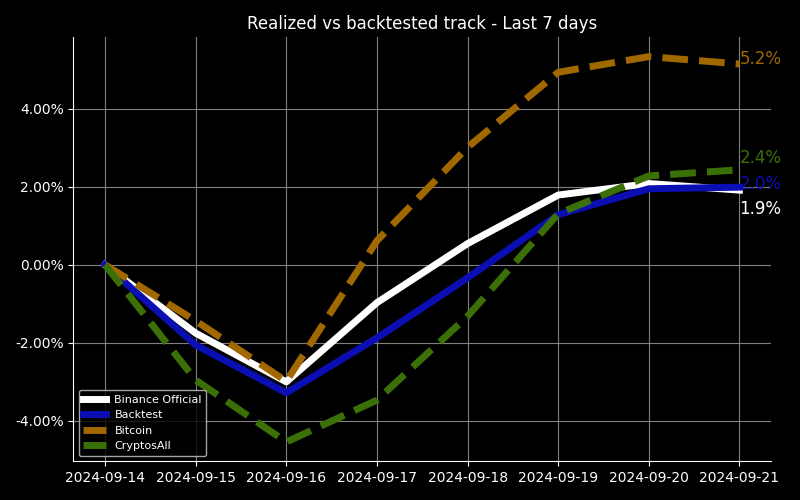 Realized vs backtested track - Last 7 days
5.2%
4.00%
2.4%
2.00%
2.0%
1.9%
0.00%
-2.00%
-4.00%
Binance Official
Backtest
Bitcoin
CryptosAll
2024-09-14 2024-09-15 2024-09-16 2024-09-17 2024-09-18 2024-09-19 2024-09-20 2024-09-21